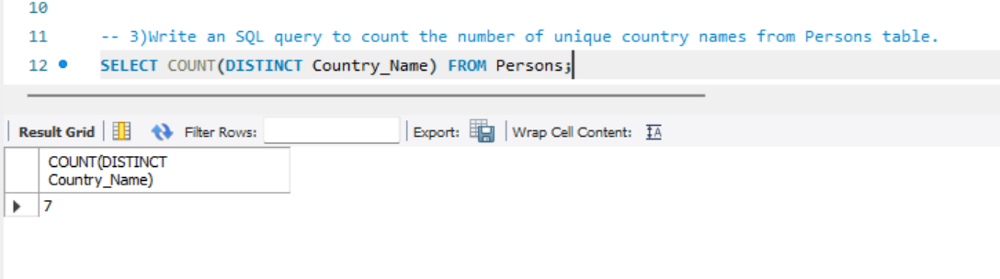 10
11 -- 3)Write an SQL query to count the number of unique country names from Persons table.
12 SELECT COUNT(DISTINCT Country_Name) FROM Persons;
Result Grid Filter Rows: Export: Wrap Cell Content: IA
COUNT(DISTINCT
Country_Name)
7